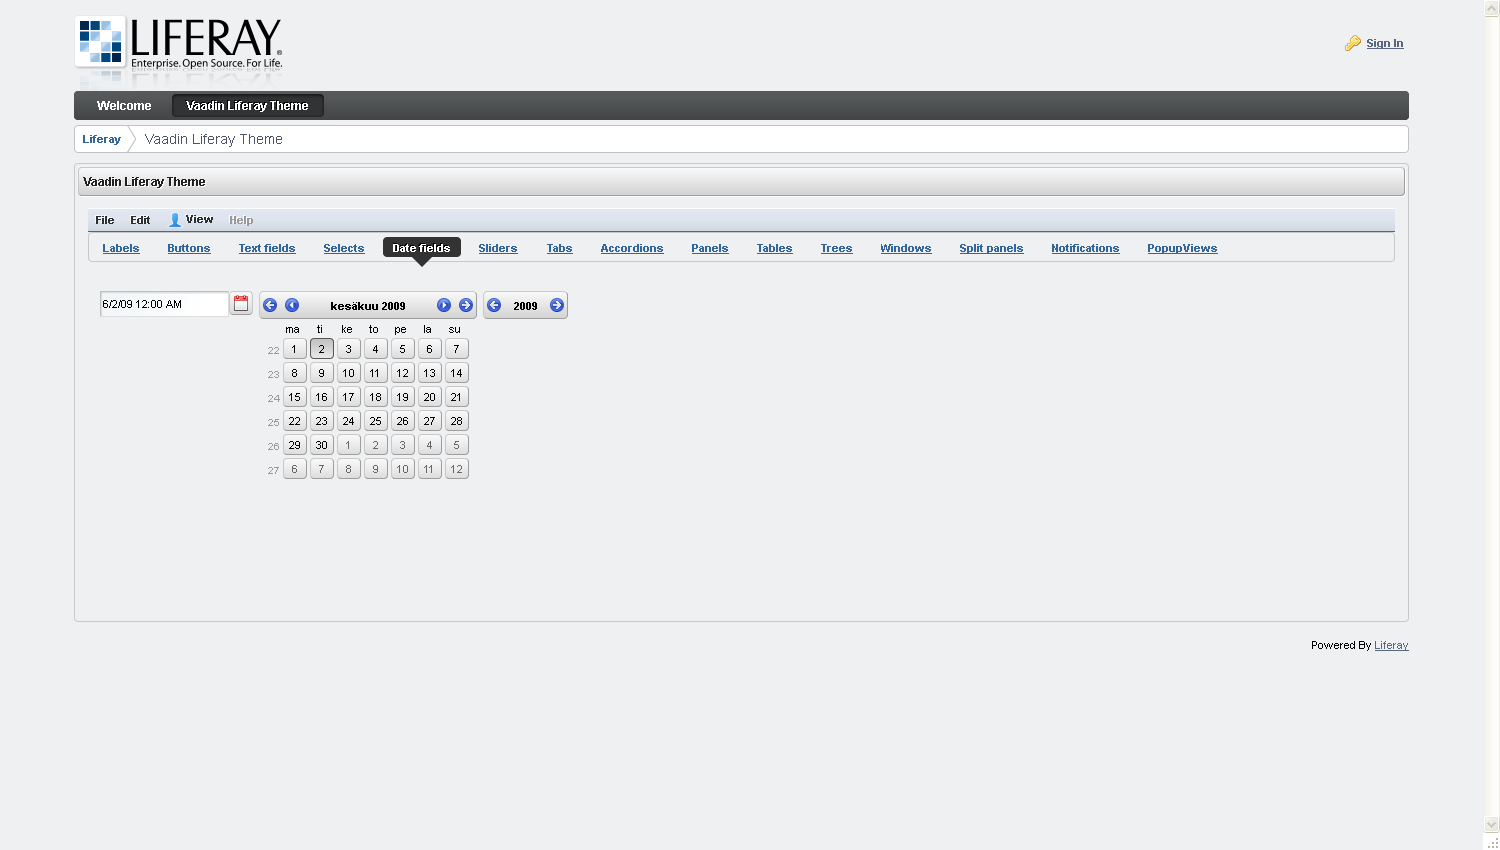 LIFERAY
Enterprise. Open Source. For Life.
Sign In
Welcome Vaadin Liferay Theme
Liferay Vaadin Liferay Theme
Vaadin Liferay Theme
File Edit View Help
Labels Buttons Text fields Selects Date fields Sliders Tabs Accordions Panels Tables Trees Windows Split panels Notifications PopupViews
6/2/09 12:00 AM kesäkuu 2009 2009
ma ti ke to pe la su
22 1 2 3 4 5 6 7
23 8 9 10 11 12 13 14
24 15 16 17 18 19 20 21
25 22 23 24 25 26 27 28
26 29 30 1 2 3 4 5
27 6 7 8 9 10 11 12
Powered By Liferay